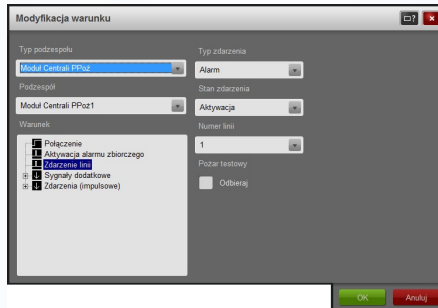 Modyfikacja warunku
Typ podzespołu
Moduł Centrali PPoż
Podzespół
Moduł Centrali PPoz1
Warunek
Połączenie
Aktywacja alarmu zbiorczego
Zdarzenie linii
Sygnały dodatkowe
Zdarzenia (impulsowe)
Typ zdarzenia
Alarm
Stan zdarzenia
Aktywacja
Numer linii
1
Pożar testowy
Odbieraj
OK
Anuluj